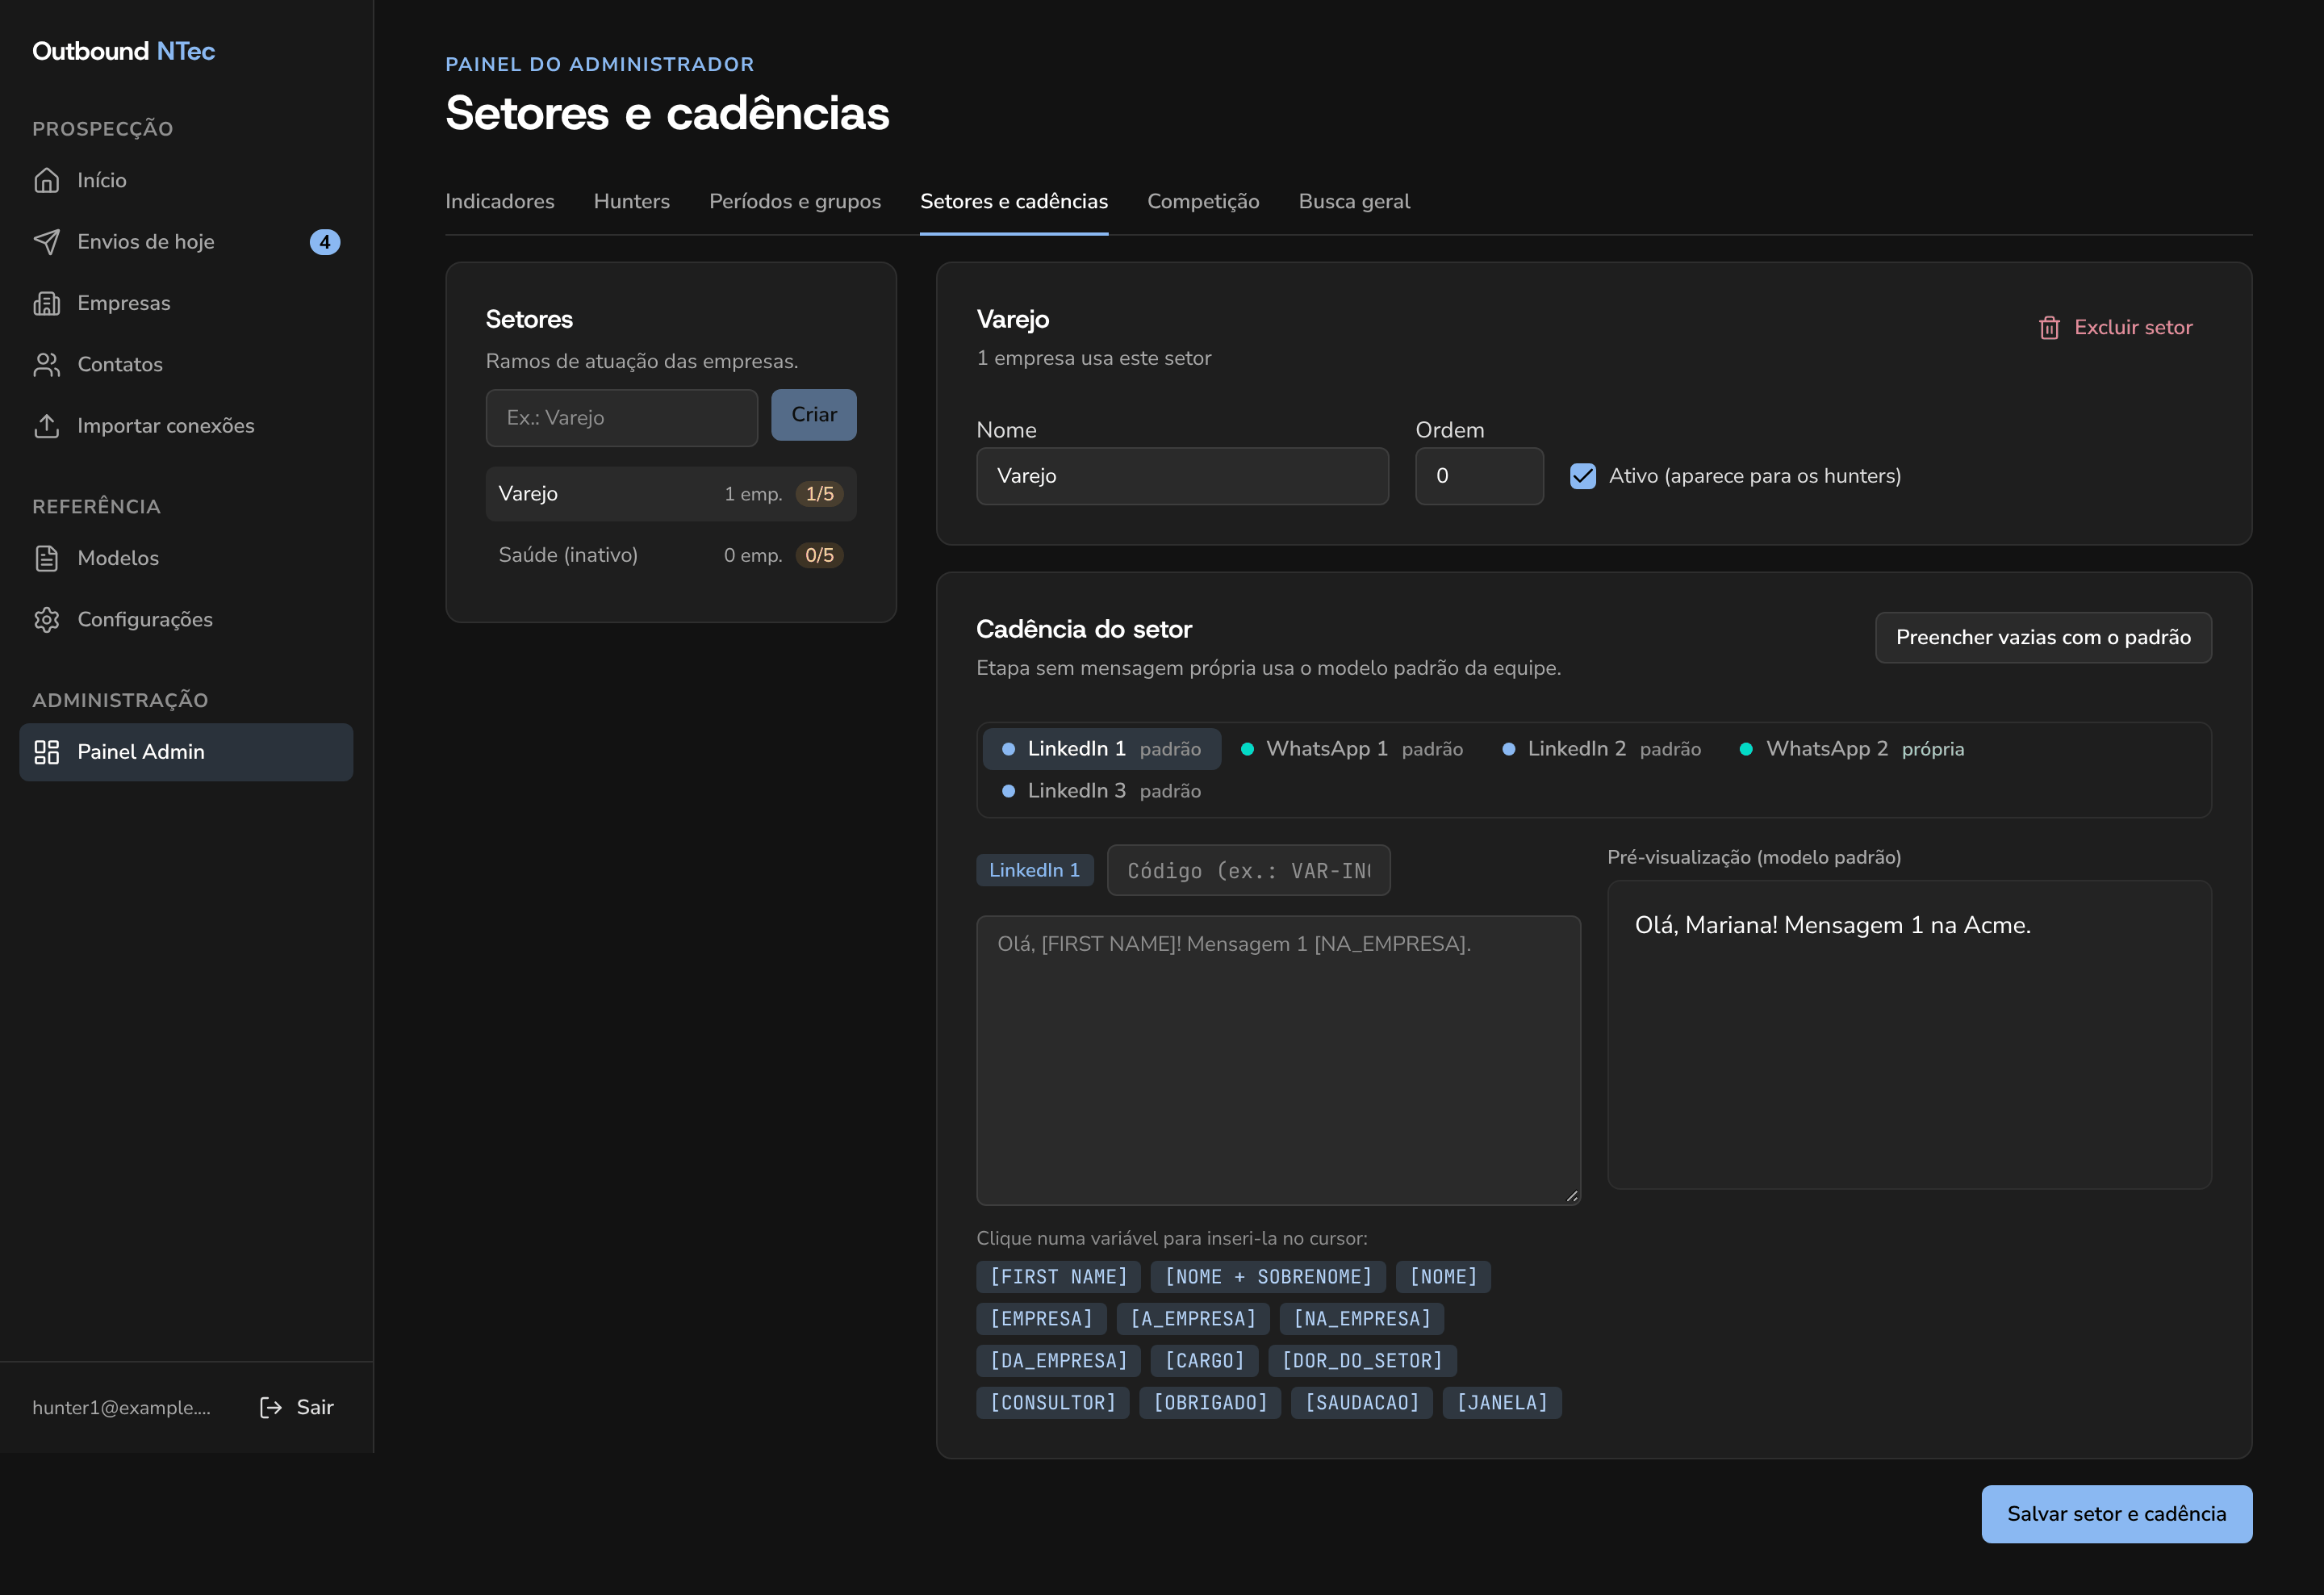 Outbound NTec
PROSPECÇÃO
Início
Envios de hoje 4
Empresas
Contatos
Importar conexões
REFERÊNCIA
Modelos
Configurações
ADMINISTRAÇÃO
Painel Admin
hunter1@example.... Sair
PAINEL DO ADMINISTRADOR
Setores e cadências
Indicadores Hunters Períodos e grupos Setores e cadências Competição Busca geral
Setores
Ramos de atuação das empresas.
Ex.: Varejo Criar
Varejo 1 emp. 1/5
Saúde (inativo) 0 emp. 0/5
Varejo
1 empresa usa este setor
Excluir setor
Nome Ordem
Varejo 0 Ativo (aparece para os hunters)
Cadência do setor
Etapa sem mensagem própria usa o modelo padrão da equipe.
Preencher vazias com o padrão
LinkedIn 1 padrão WhatsApp 1 padrão LinkedIn 2 padrão WhatsApp 2 própria
LinkedIn 3 padrão
LinkedIn 1 Código (ex.: VAR-IN
Olá, [FIRST NAME]! Mensagem 1 [NA_EMPRESA].
Pré-visualização (modelo padrão)
Olá, Mariana! Mensagem 1 na Acme.
Clique numa variável para inseri-la no cursor:
[FIRST NAME] [NOME + SOBRENOME] [NOME]
[EMPRESA] [A_EMPRESA] [NA_EMPRESA]
[DA_EMPRESA] [CARGO] [DOR_DO_SETOR]
[CONSULTOR] [OBRIGADO] [SAUDACAO] [JANELA]
Salvar setor e cadência